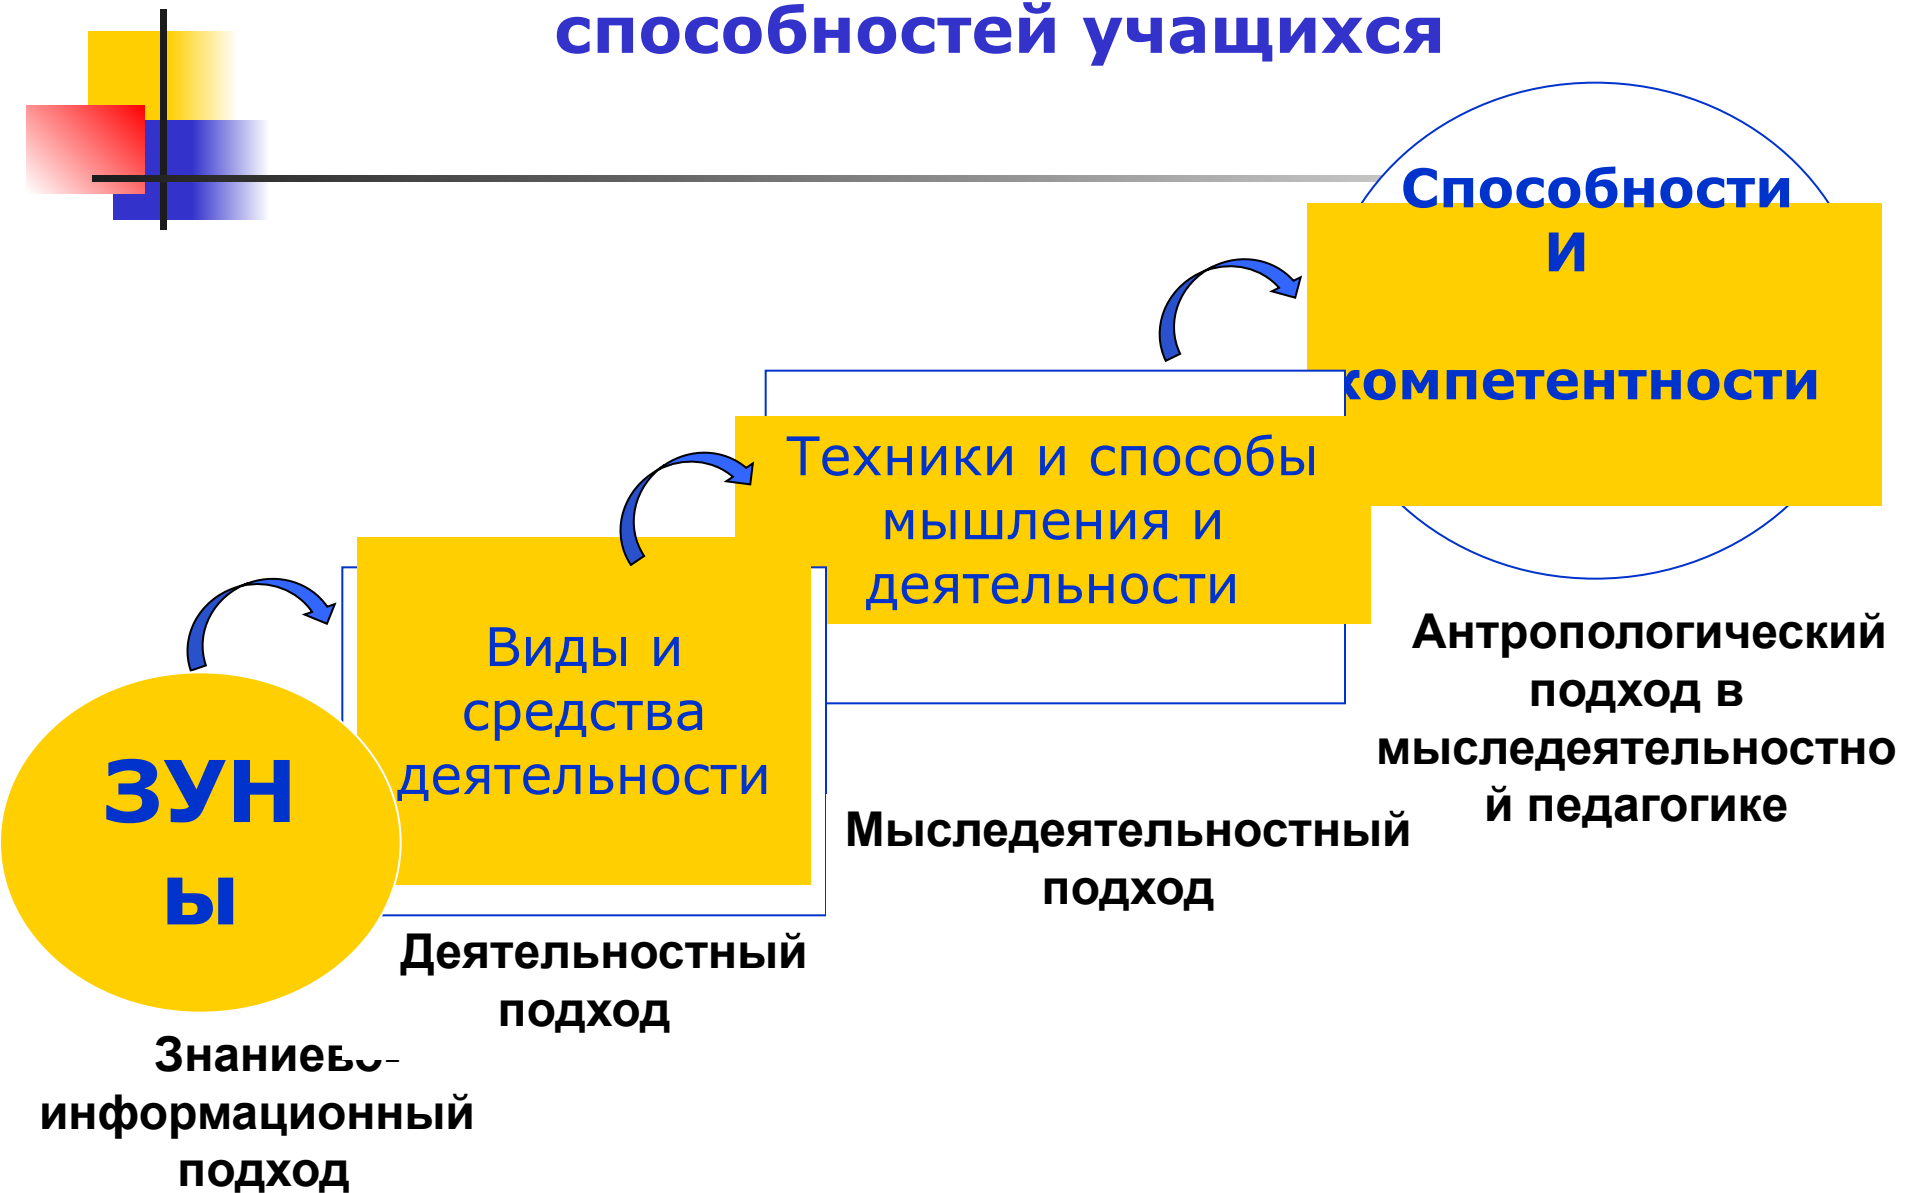 способностей учащихся
Способности
И
компетентности
Техники и способы
мышления и
деятельности
Виды и
средства
деятельности
ЗУН
ы
Антропологический
подход в
мыследеятельностно
й педагогике
Мыследеятельностный
подход
Деятельностный
подход
Знаниево-
информационный
подход